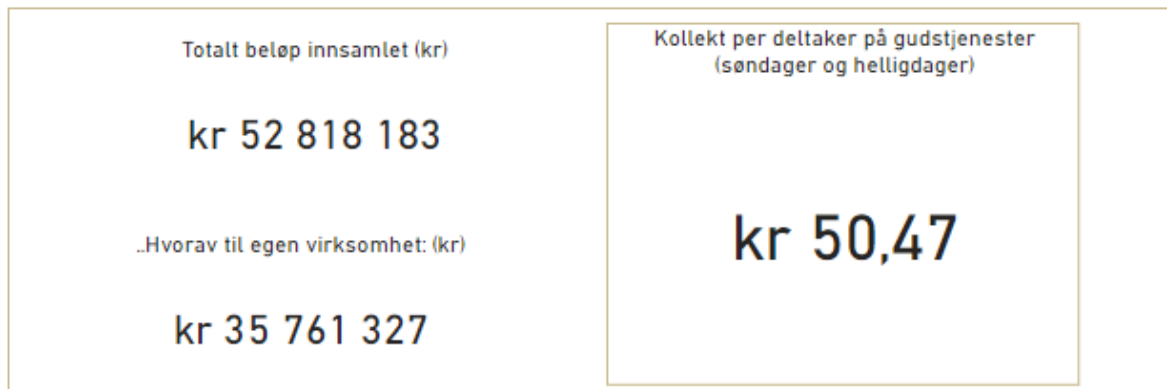 Totalt beløp innsamlet (kr)
kr 52 818 183
..Hvorav til egen virksomhet: (kr)
kr 35 761 327
Kollekt per deltaker på gudstjenester
(søndager og helligdager)
kr 50,47